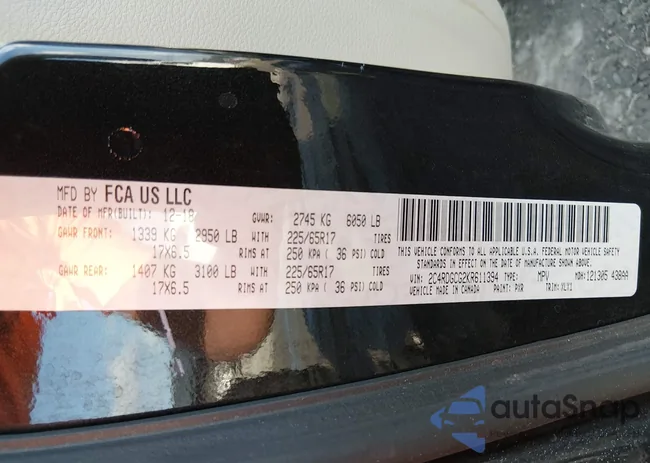 MFD BY FCA US LLC
DATE OF MFR(BUILT): 12-18 GVWR: 2745 KG 6050 LB
GAWR FRONT: 1339 KG 2950 LB WITH 225/65R17 TIRES
17X6.5 RIMS AT 250 KPA ( 36 PSI) COLD
GAWR REAR: 1407 KG 3100 LB WITH 225/65R17 TIRES
17X6.5 RIMS AT 250 KPA ( 36 PSI) COLD
THIS VEHICLE CONFORMS TO ALL APPLICABLE U.S.A. FEDERAL MOTOR VEHICLE SAFETY
STANDARDS IN EFFECT ON THE DATE OF MANUFACTURE SHOWN ABOVE.
VIN: 2C4RDGCG2KR611394 TYPE: MPV MDH: 121305 438AA
VEHICLE MADE IN CANADA PAINT: PXR TRIM: XLX1
autoSnap